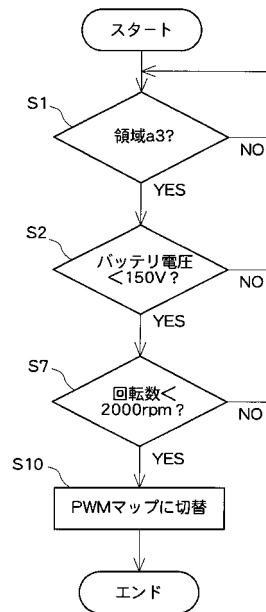 スタート
S1
領域a3?
NO
YES
S2
バッテリ電圧
<150V?
NO
YES
S7
回転数<
2000rpm?
NO
YES
S10
PWMマップに切替
エンド